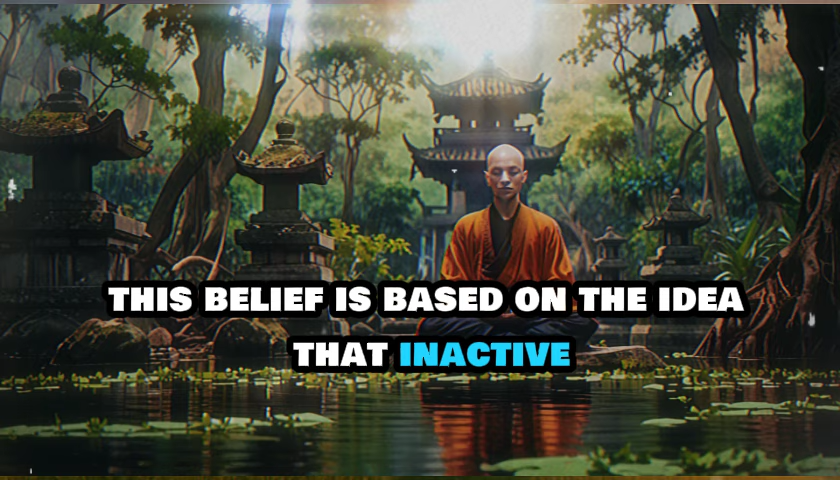 THIS BELIEF IS BASED ON THE IDEA
THAT INACTIVE